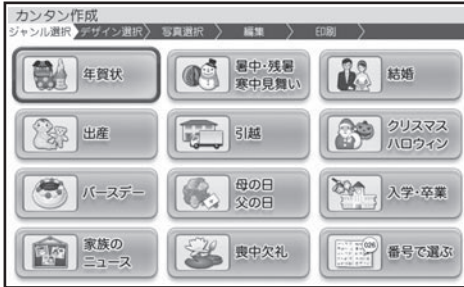 カンタン作成
ジャンル選択 デザイン選択 写真選択 編集 印刷
年賀状
暑中・残暑
寒中見舞い
結婚
出産
引越
クリスマス
ハロウィン
バースデー
母の日
父の日
入学・卒業
家族の
ニュース
喪中欠礼
026
番号で選ぶ